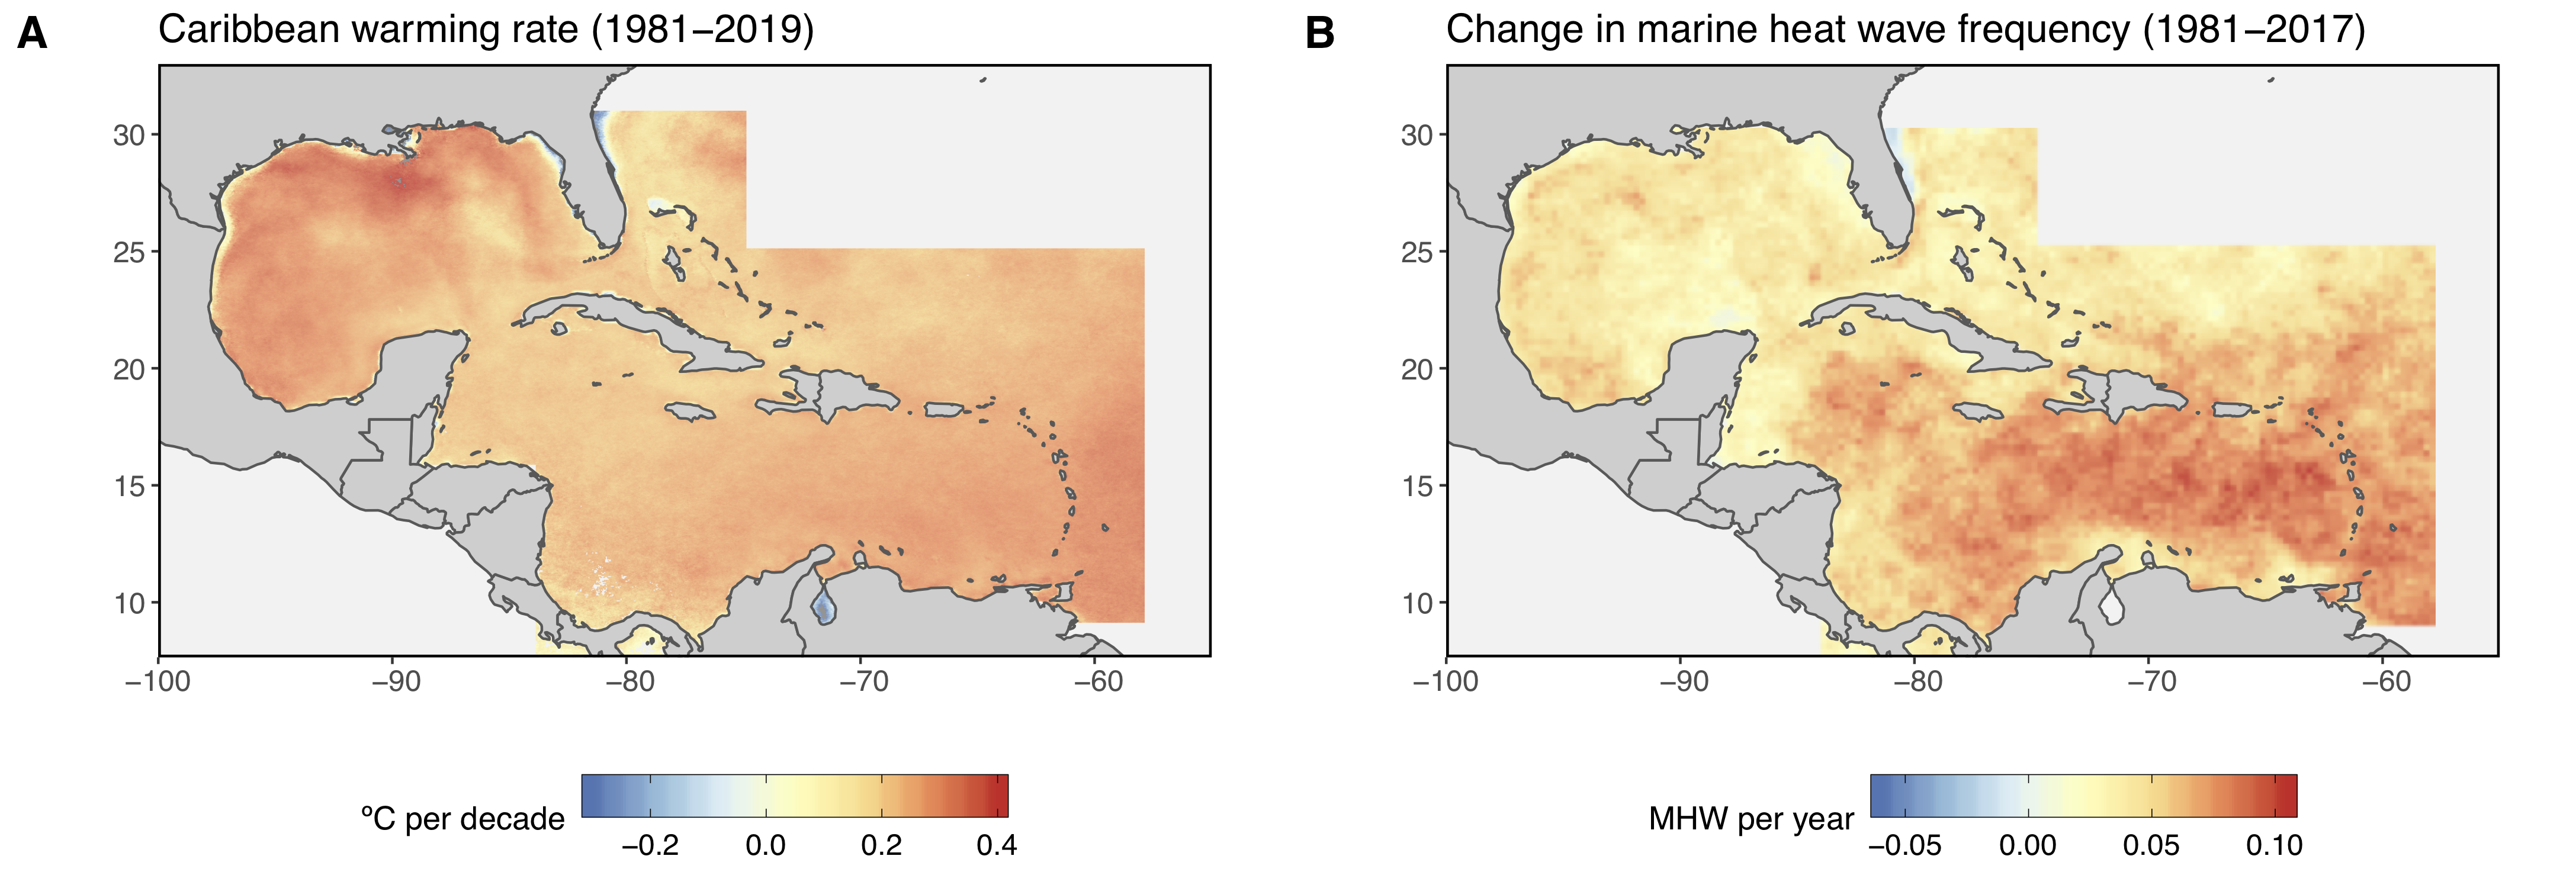 A Caribbean warming rate (1981–2019)
30
25
20
15
10
−100 −90 −80 −70 −60
ºC per decade
−0.2 0.0 0.2 0.4
B Change in marine heat wave frequency (1981–2017)
30
25
20
15
10
−100 −90 −80 −70 −60
MHW per year
−0.05 0.00 0.05 0.10